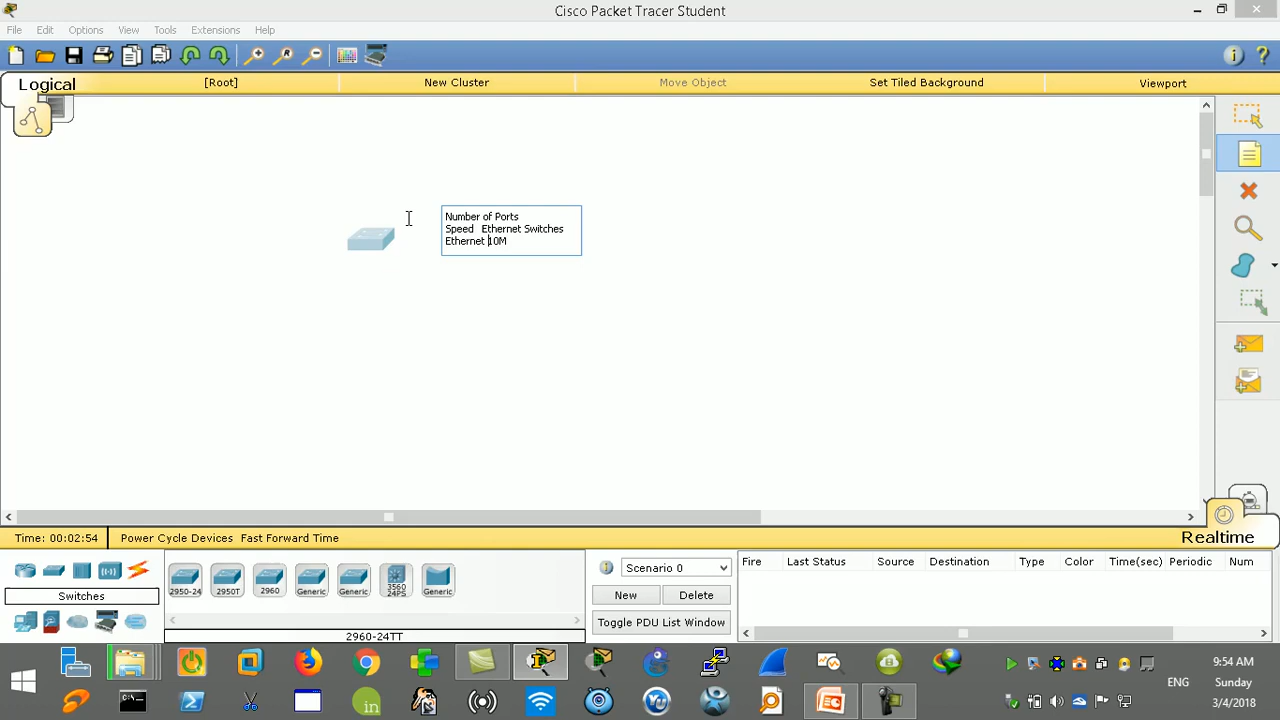 Cisco Packet Tracer Student
File Edit Options View Tools Extensions Help
Logical [Root] New Cluster Move Object Set Tiled Background Viewport
Number of Ports
Speed Ethernet Switches
Ethernet 10M
Time: 00:02:54 Power Cycle Devices Fast Forward Time
Realtime
Switches
2950-24 2950T 2960 Generic Generic 3560 24PS Generic
2960-24TT
Scenario 0
New Delete
Toggle PDU List Window
Fire Last Status Source Destination Type Color Time(sec) Periodic Num
9:54 AM
ENG Sunday
3/4/2018